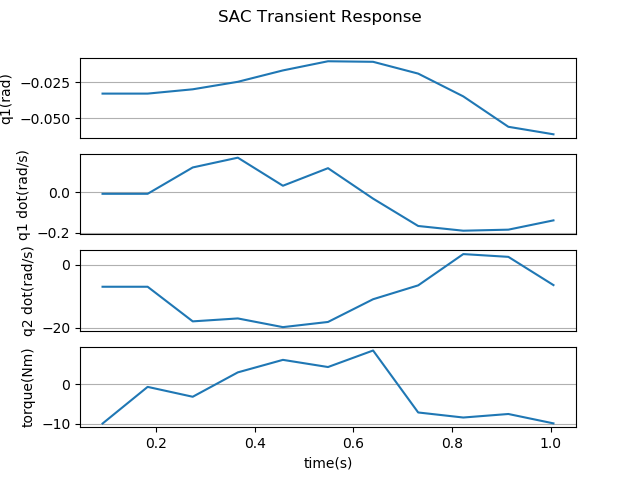 SAC Transient Response
q1(rad)
−0.025
−0.050
q1 dot(rad/s)
0.0
−0.2
q2 dot(rad/s)
0
−20
torque(Nm)
0
−10
0.2 0.4 0.6 0.8 1.0
time(s)